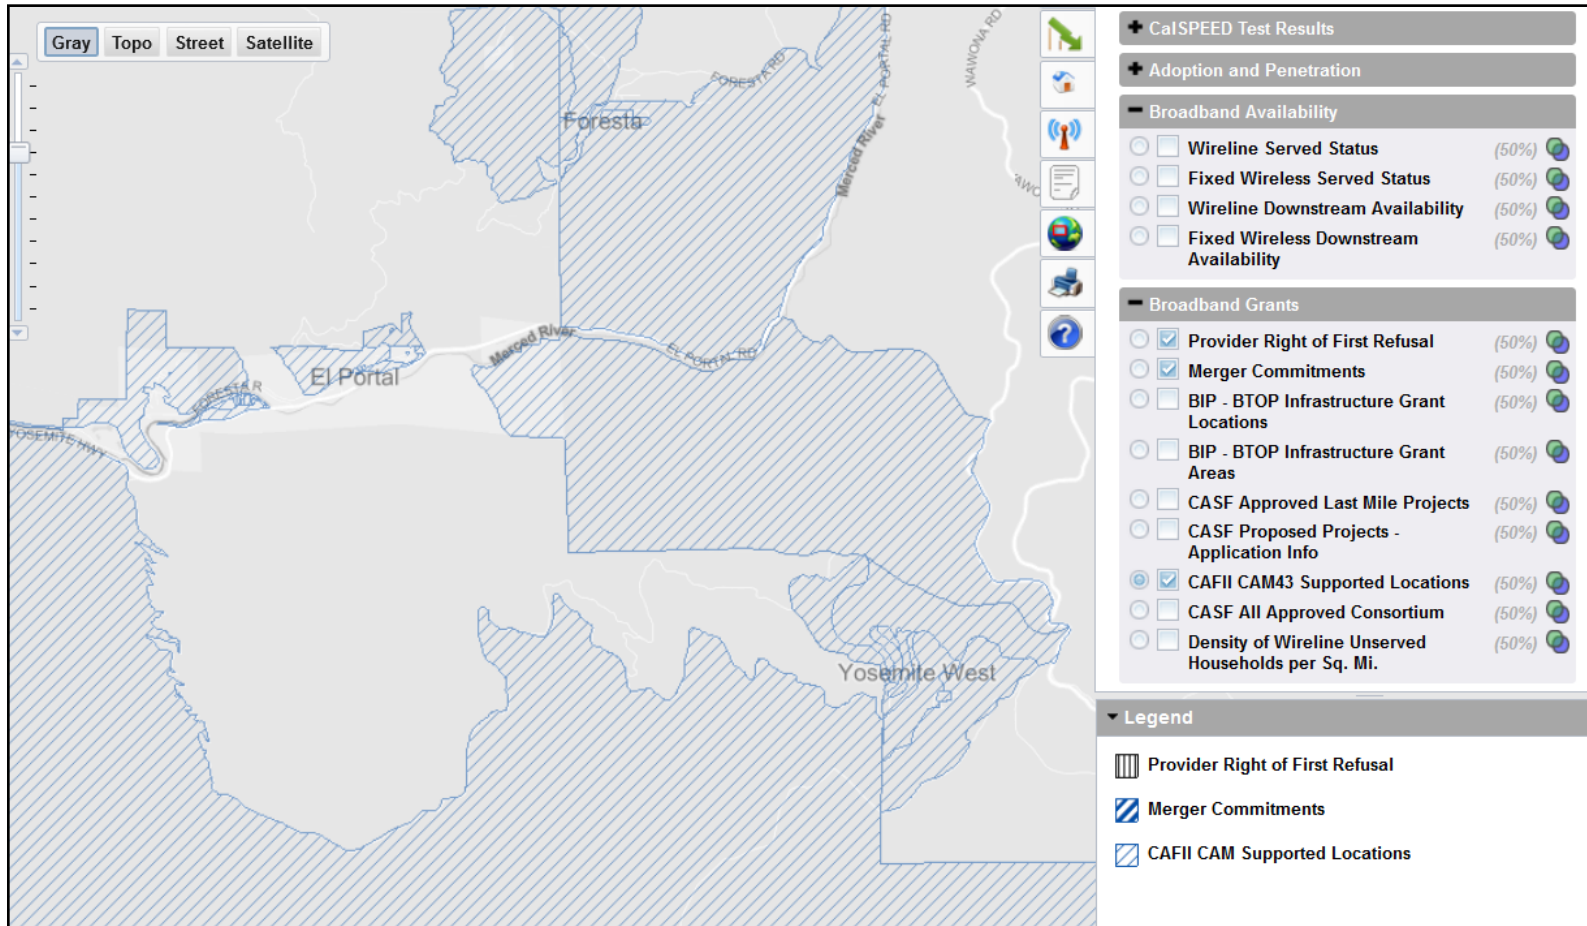 Gray Topo Street Satellite
FORESTA RD
EL PORTAL RD
WAWONA RD
Foresta
Merced River
Merced River
EL PORTAL RD
El Portal
FORESTA R
YOSEMITE HWY
Yosemite West
CalSPEED Test Results
Adoption and Penetration
Broadband Availability
Wireline Served Status (50%)
Fixed Wireless Served Status (50%)
Wireline Downstream Availability (50%)
Fixed Wireless Downstream (50%)
Availability
Broadband Grants
Provider Right of First Refusal (50%)
Merger Commitments (50%)
BIP - BTOP Infrastructure Grant (50%)
Locations
BIP - BTOP Infrastructure Grant (50%)
Areas
CASF Approved Last Mile Projects (50%)
CASF Proposed Projects - (50%)
Application Info
CAFII CAM43 Supported Locations (50%)
CASF All Approved Consortium (50%)
Density of Wireline Unserved (50%)
Households per Sq. Mi.
Legend
Provider Right of First Refusal
Merger Commitments
CAFII CAM Supported Locations